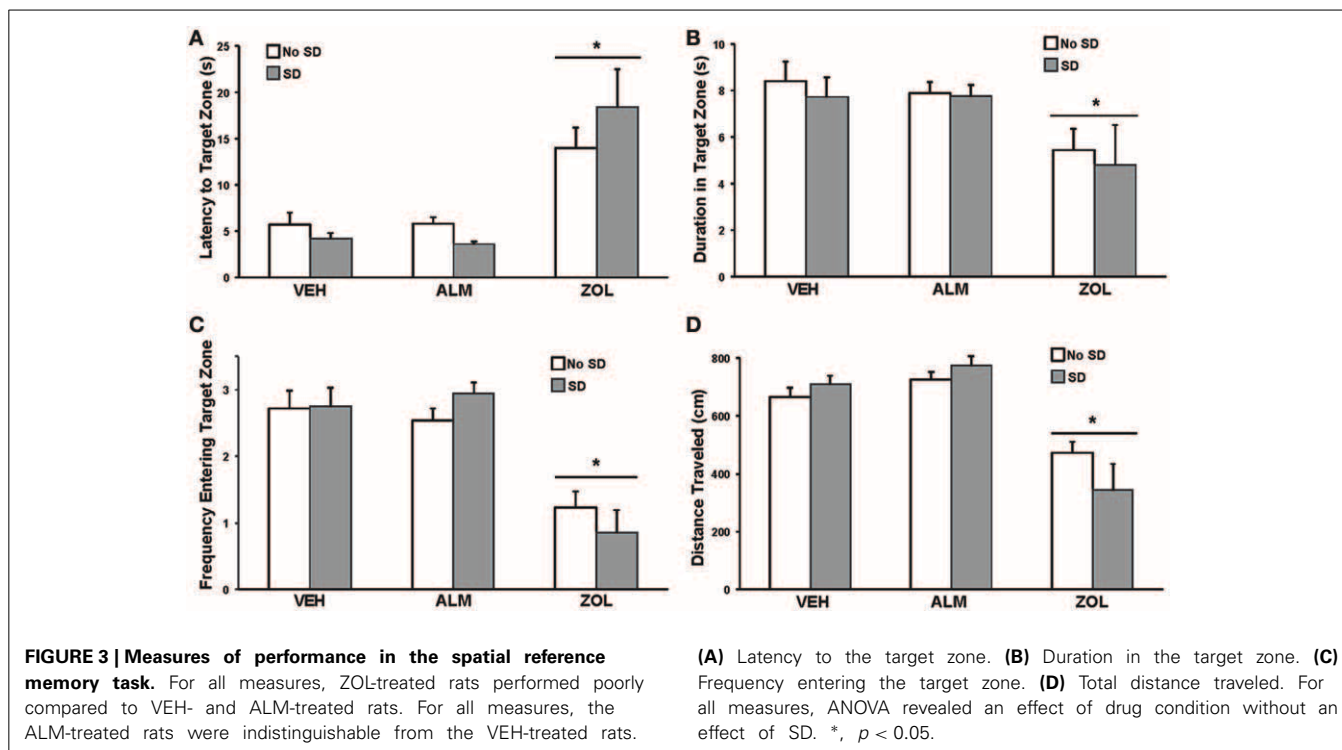 A
25
20
15
10
5
0
Latency to Target Zone (s)
No SD
SD
*
VEH
ALM
ZOL
B
10
8
6
4
2
0
Duration in Target Zone (s)
No SD
SD
*
VEH
ALM
ZOL
C
3
2
1
0
Frequency Entering Target Zone
No SD
SD
*
VEH
ALM
ZOL
D
800
600
400
200
0
Distance Traveled (cm)
No SD
SD
*
VEH
ALM
ZOL
FIGURE 3 | Measures of performance in the spatial reference
memory task. For all measures, ZOL-treated rats performed poorly
compared to VEH- and ALM-treated rats. For all measures, the
ALM-treated rats were indistinguishable from the VEH-treated rats.
(A) Latency to the target zone. (B) Duration in the target zone. (C)
Frequency entering the target zone. (D) Total distance traveled. For
all measures, ANOVA revealed an effect of drug condition without an
effect of SD. *, p < 0.05.